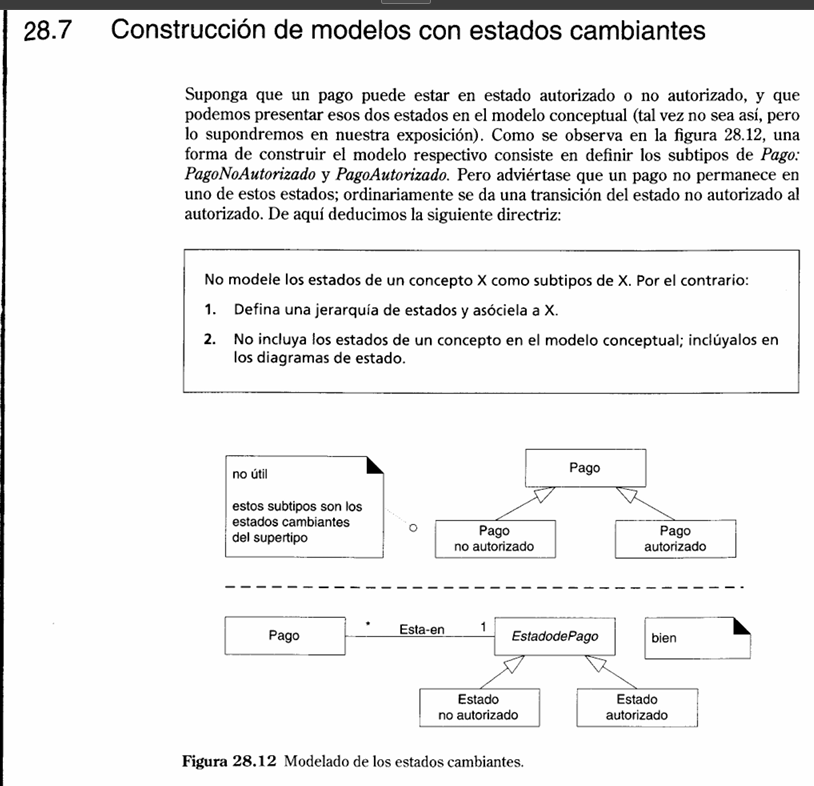 28.7 Construcción de modelos con estados cambiantes
Suponga que un pago puede estar en estado autorizado o no autorizado, y que
podemos presentar esos dos estados en el modelo conceptual (tal vez no sea así, pero
lo supondremos en nuestra exposición). Como se observa en la figura 28.12, una
forma de construir el modelo respectivo consiste en definir los subtipos de Pago:
PagoNoAutorizado y PagoAutorizado. Pero adviértase que un pago no permanece en
uno de estos estados; ordinariamente se da una transición del estado no autorizado al
autorizado. De aquí deducimos la siguiente directriz:
No modele los estados de un concepto X como subtipos de X. Por el contrario:
1. Defina una jerarquía de estados y asóciela a X.
2. No incluya los estados de un concepto en el modelo conceptual; inclúyalos en
los diagramas de estado.
no útil
estos subtipos son los
estados cambiantes
del supertipo
Pago
Pago
no autorizado
Pago
autorizado
Pago
* Esta-en 1
EstadodePago
bien
Estado
no autorizado
Estado
autorizado
Figura 28.12 Modelado de los estados cambiantes.